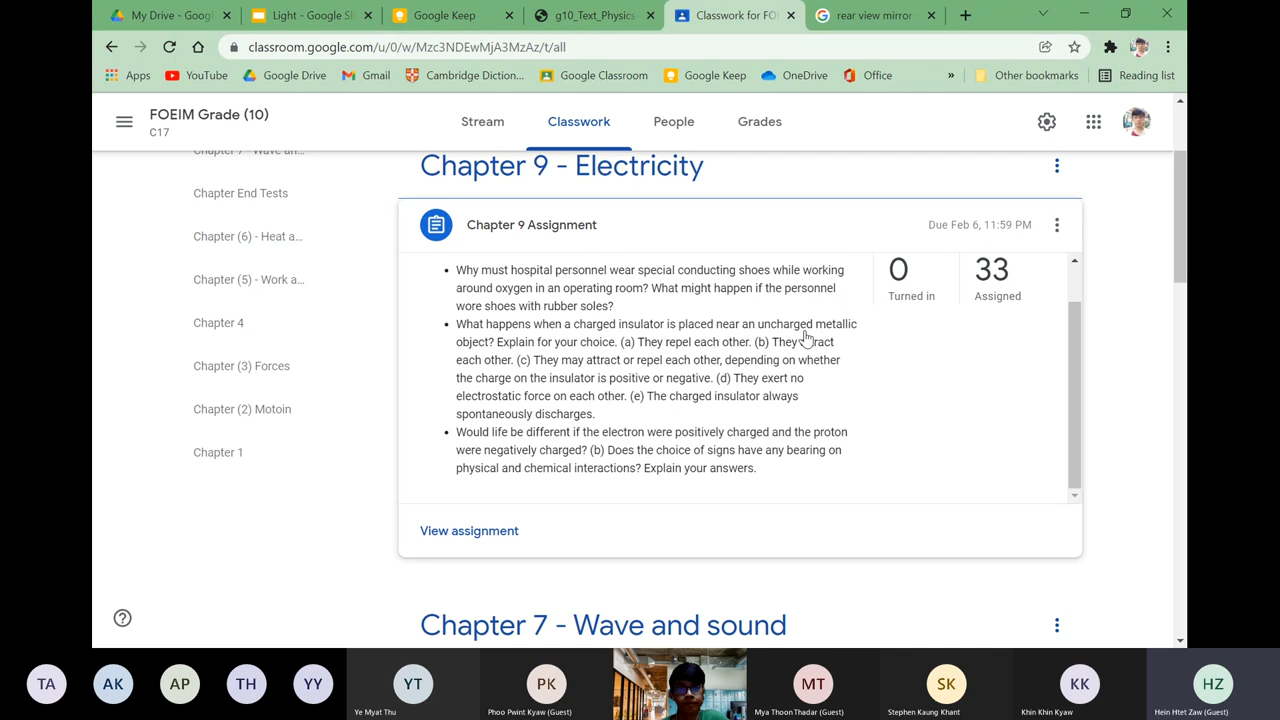 My Drive - Googl
Light - Google Sli
Google Keep
g10_Text_Physics
Classwork for FOE
rear view mirror -
classroom.google.com/u/0/w/Mzc3NDEwMjA3MzAz/t/all
Apps
YouTube
Google Drive
Gmail
Cambridge Diction...
Google Classroom
Google Keep
OneDrive
Office
»
Other bookmarks
Reading list
FOEIM Grade (10)
C17
Stream
Classwork
People
Grades
Chapter 7 - Wave an...
Chapter End Tests
Chapter (6) - Heat a...
Chapter (5) - Work a...
Chapter 4
Chapter (3) Forces
Chapter (2) Motoin
Chapter 1
Chapter 9 - Electricity
Chapter 9 Assignment
Due Feb 6, 11:59 PM
• Why must hospital personnel wear special conducting shoes while working
around oxygen in an operating room? What might happen if the personnel
wore shoes with rubber soles?
• What happens when a charged insulator is placed near an uncharged metallic
object? Explain for your choice. (a) They repel each other. (b) They attract
each other. (c) They may attract or repel each other, depending on whether
the charge on the insulator is positive or negative. (d) They exert no
electrostatic force on each other. (e) The charged insulator always
spontaneously discharges.
• Would life be different if the electron were positively charged and the proton
were negatively charged? (b) Does the choice of signs have any bearing on
physical and chemical interactions? Explain your answers.
0
Turned in
33
Assigned
View assignment
Chapter 7 - Wave and sound
TA
AK
AP
TH
YY
YT
Ye Myat Thu
PK
Phoo Pwint Kyaw (Guest)
MT
Mya Thoon Thadar (Guest)
SK
Stephen Kaung Khant
KK
Khin Khin Kyaw
HZ
Hein Htet Zaw (Guest)